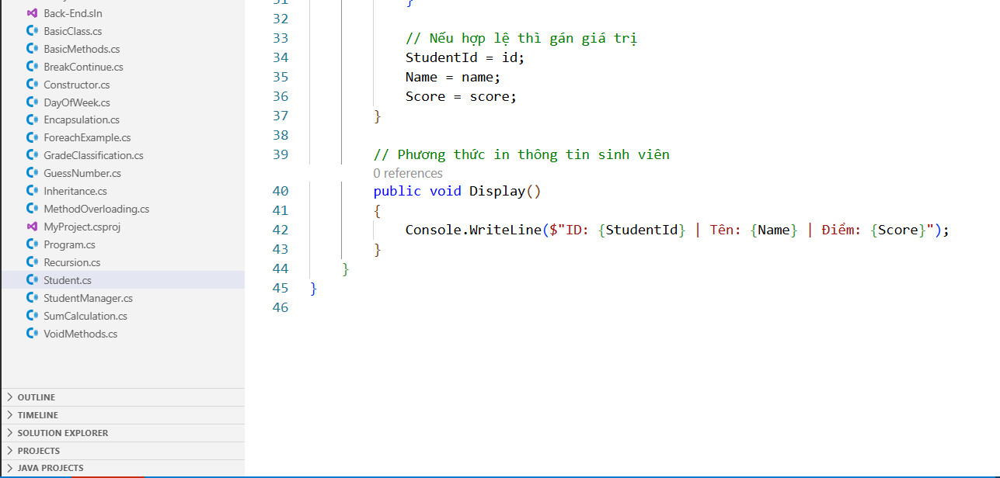 Back-End.sln
BasicClass.cs
BasicMethods.cs
BreakContinue.cs
Constructor.cs
DayOfWeek.cs
Encapsulation.cs
ForeachExample.cs
GradeClassification.cs
GuessNumber.cs
Inheritance.cs
MethodOverloading.cs
MyProject.csproj
Program.cs
Recursion.cs
Student.cs
StudentManager.cs
SumCalculation.cs
VoidMethods.cs
OUTLINE
TIMELINE
SOLUTION EXPLORER
PROJECTS
JAVA PROJECTS
31 }
32
33 // Nếu hợp lệ thì gán giá trị
34 StudentId = id;
35 Name = name;
36 Score = score;
37 }
38
39 // Phương thức in thông tin sinh viên
0 references
40 public void Display()
41 {
42 Console.WriteLine($"ID: {StudentId} | Tên: {Name} | Điểm: {Score}");
43 }
44 }
45 }
46